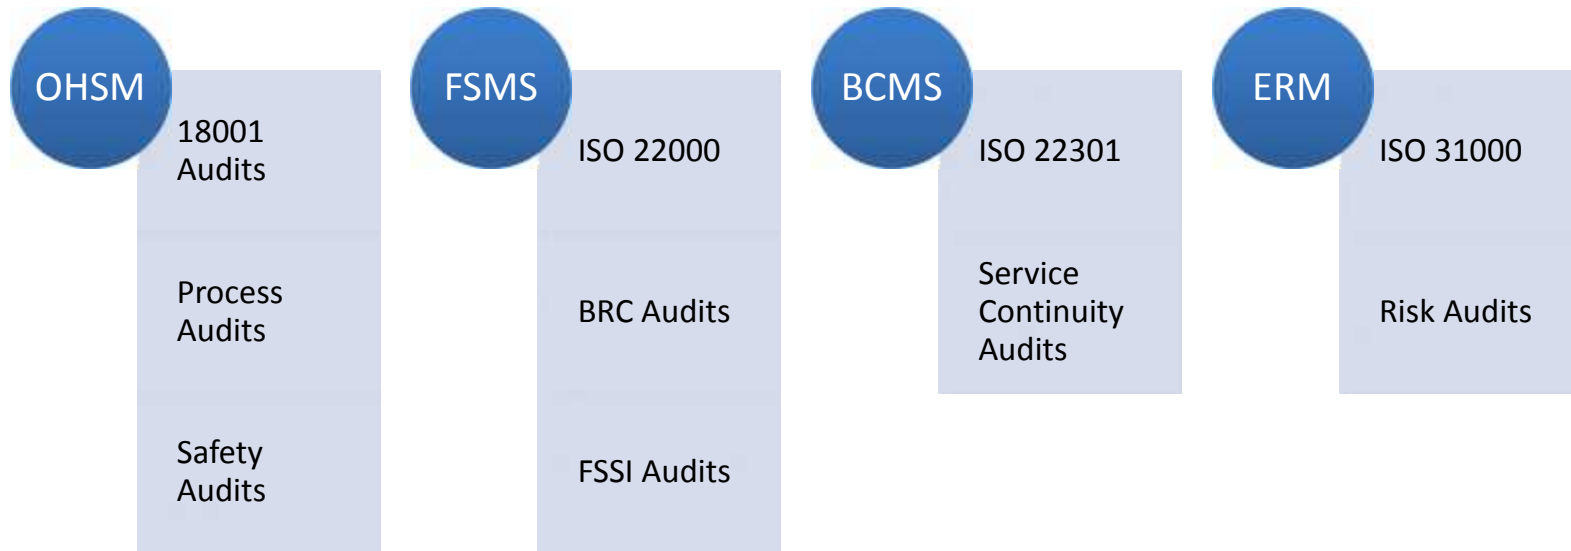 OHSM
18001
Audits
Process
Audits
Safety
Audits
FSMS
ISO 22000
BRC Audits
FSSI Audits
BCMS
ISO 22301
Service
Continuity
Audits
ERM
ISO 31000
Risk Audits